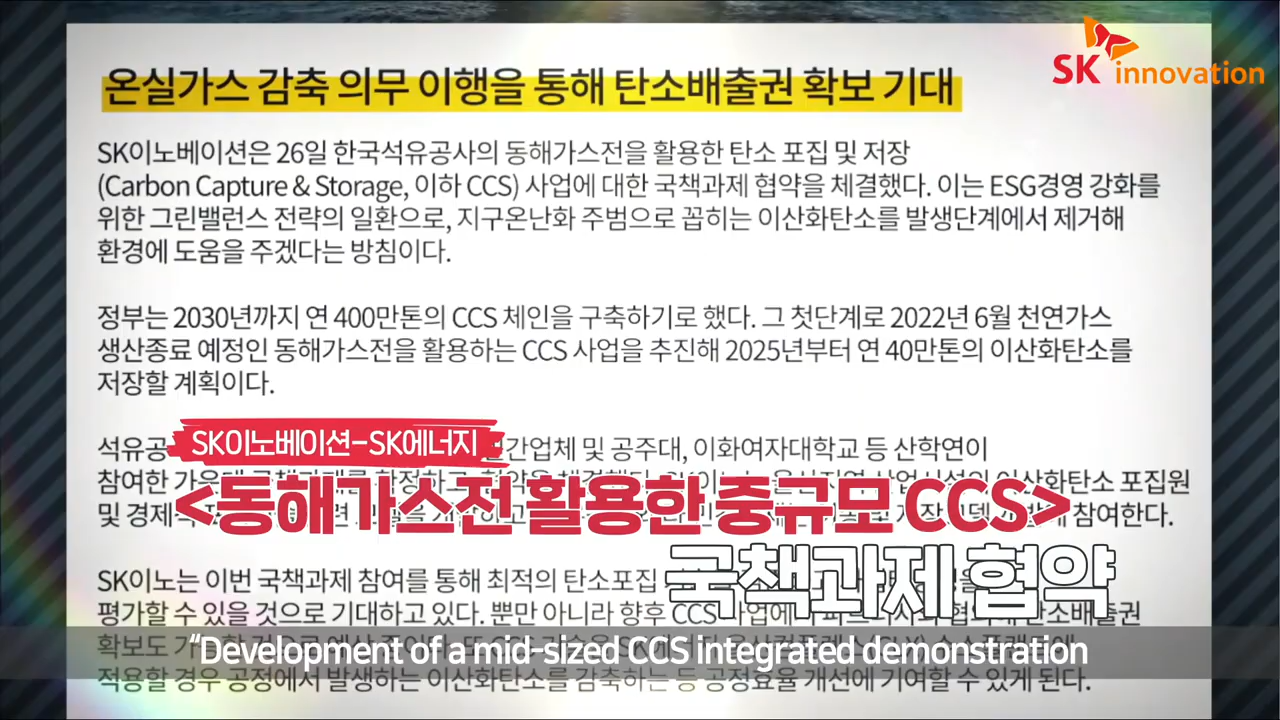 SK innovation
온실가스 감축 의무 이행을 통해 탄소배출권 확보 기대
SK이노베이션은 26일 한국석유공사의 동해가스전을 활용한 탄소 포집 및 저장
(Carbon Capture & Storage, 이하 CCS) 사업에 대한 국책과제 협약을 체결했다. 이는 ESG경영 강화를
위한 그린밸런스 전략의 일환으로, 지구온난화 주범으로 꼽히는 이산화탄소를 발생단계에서 제거해
환경에 도움을 주겠다는 방침이다.
정부는 2030년까지 연 400만톤의 CCS 체인을 구축하기로 했다. 그 첫단계로 2022년 6월 천연가스
생산종료 예정인 동해가스전을 활용하는 CCS 사업을 추진해 2025년부터 연 40만톤의 이산화탄소를
저장할 계획이다.
석유공 및 공주대, 이화여자대학교 등 산학연이
SK이노베이션-SK에너지
참여한 이산화탄소 포집원
<동해가스전 활용한 중규모 CCS>
및 참여한다.
국책과제 협약
SK이노는 이번 국책과제 참여를 통해 최적의 탄소포집
평가할 수 있을 것으로 기대하고 있다. 뿐만 아니라 향후 CCS 탄소배출권
확보도
“Development of a mid-sized CCS integrated demonstration
적용할 경우 공정에서 발생하는 이산화탄소를 감축하는 등 공정효율 개선에 기여할 수 있게 된다.